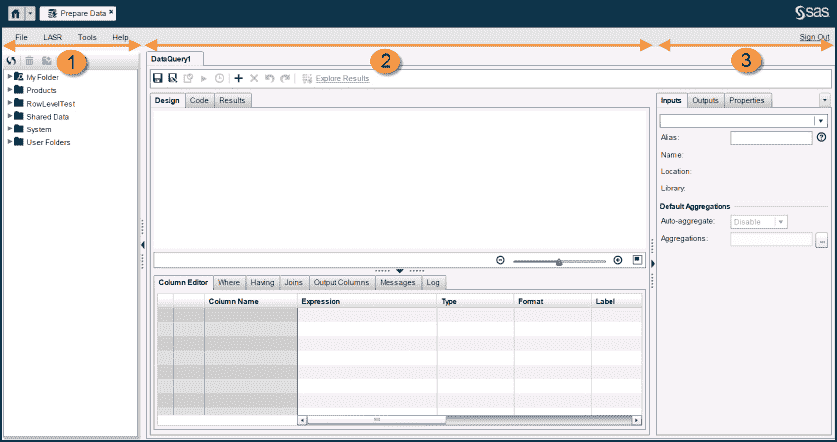 Prepare Data
sas
File LASR Tools Help
Sign Out
1
2
3
My Folder
Products
RowLevelTest
Shared Data
System
User Folders
DataQuery1
Explore Results
Design Code Results
Column Editor Where Having Joins Output Columns Messages Log
Column Name Expression Type Format Label
Inputs Outputs Properties
Alias:
Name:
Location:
Library:
Default Aggregations
Auto-aggregate: Disable
Aggregations: ...